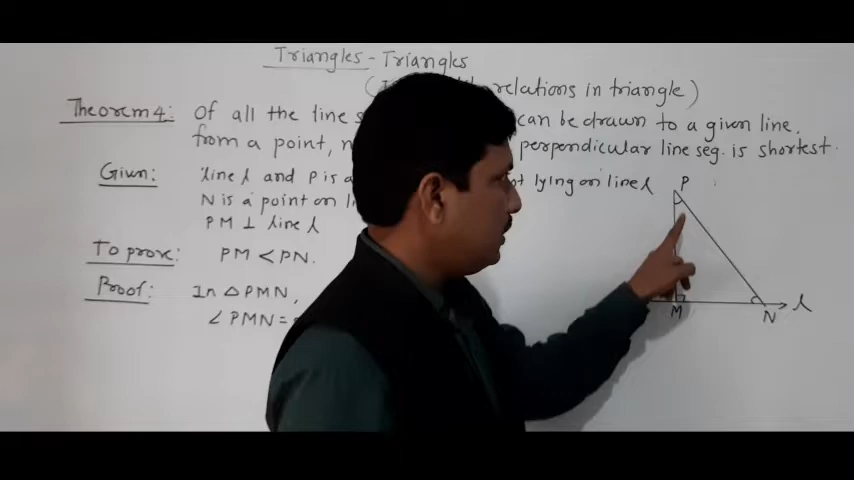 Triangles - Triangles
relations in triangle)
Theorem 4: Of all the line can be drawn to a given line,
from a point, perpendicular line seg. is shortest.
Given: line l and P is a lying on line l
N is a point on
PM ⊥ line l
To prove: PM < PN.
Proof: In △PMN,
∠PMN =
P
M
N
l